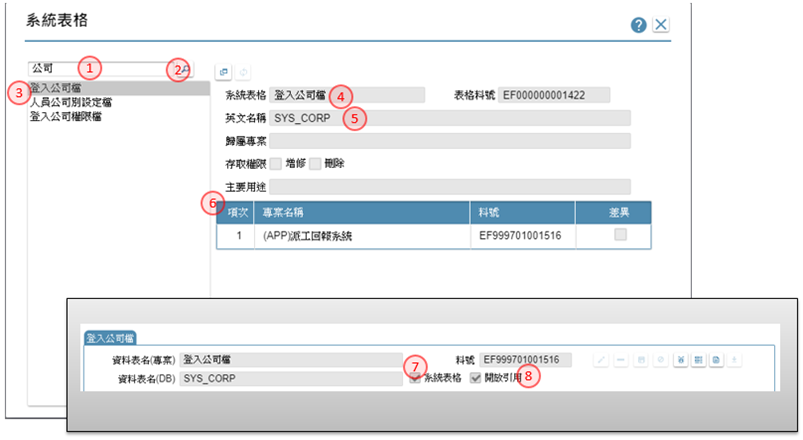 系統表格
?
公司 1 2
3 登入公司檔
人員公司別設定檔
登入公司權限檔
系統表格 登入公司檔 4 表格料號 EF000000001422
英文名稱 SYS_CORP 5
歸屬專案
存取權限 增修 刪除
主要用途
6
項次 專案名稱 料號 差異
1 (APP)派工回報系統 EF999701001516
登入公司檔
資料表名(專案) 登入公司檔 7 料號 EF999701001516
資料表名(DB) SYS_CORP 系統表格 開放引用 8